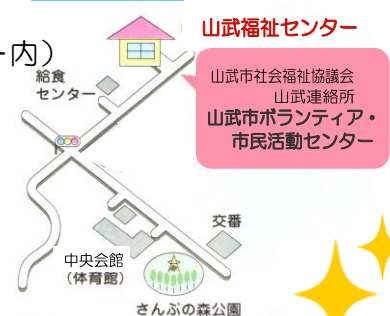 山武福祉センター
ー内）
給食
センター
山武市社会福祉協議会
山武連絡所
山武市ボランティア・
市民活動センター
交番
中央会館
（体育館）
さんぶの森公園